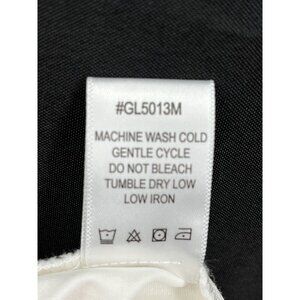 #GL5013M
MACHINE WASH COLD
GENTLE CYCLE
DO NOT BLEACH
TUMBLE DRY LOW
LOW IRON